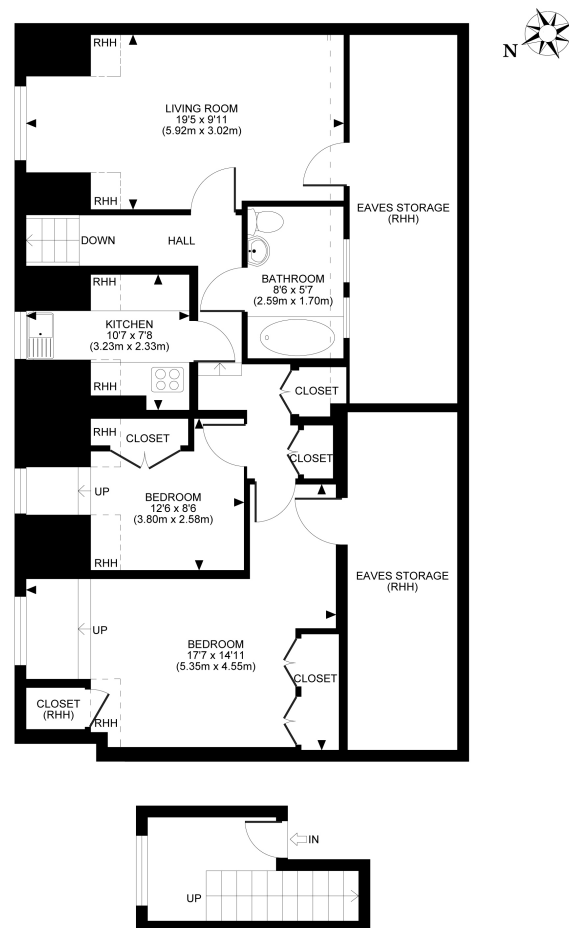 N
RHH
LIVING ROOM
19'5 x 9'11
(5.92m x 3.02m)
RHH
EAVES STORAGE
(RHH)
DOWN
HALL
RHH
BATHROOM
8'6 x 5'7
(2.59m x 1.70m)
KITCHEN
10'7 x 7'8
(3.23m x 2.33m)
RHH
CLOSET
RHH
CLOSET
CLOSET
UP
BEDROOM
12'6 x 8'6
(3.80m x 2.58m)
RHH
EAVES STORAGE
(RHH)
UP
BEDROOM
17'7 x 14'11
(5.35m x 4.55m)
CLOSET
CLOSET
(RHH)
RHH
IN
UP